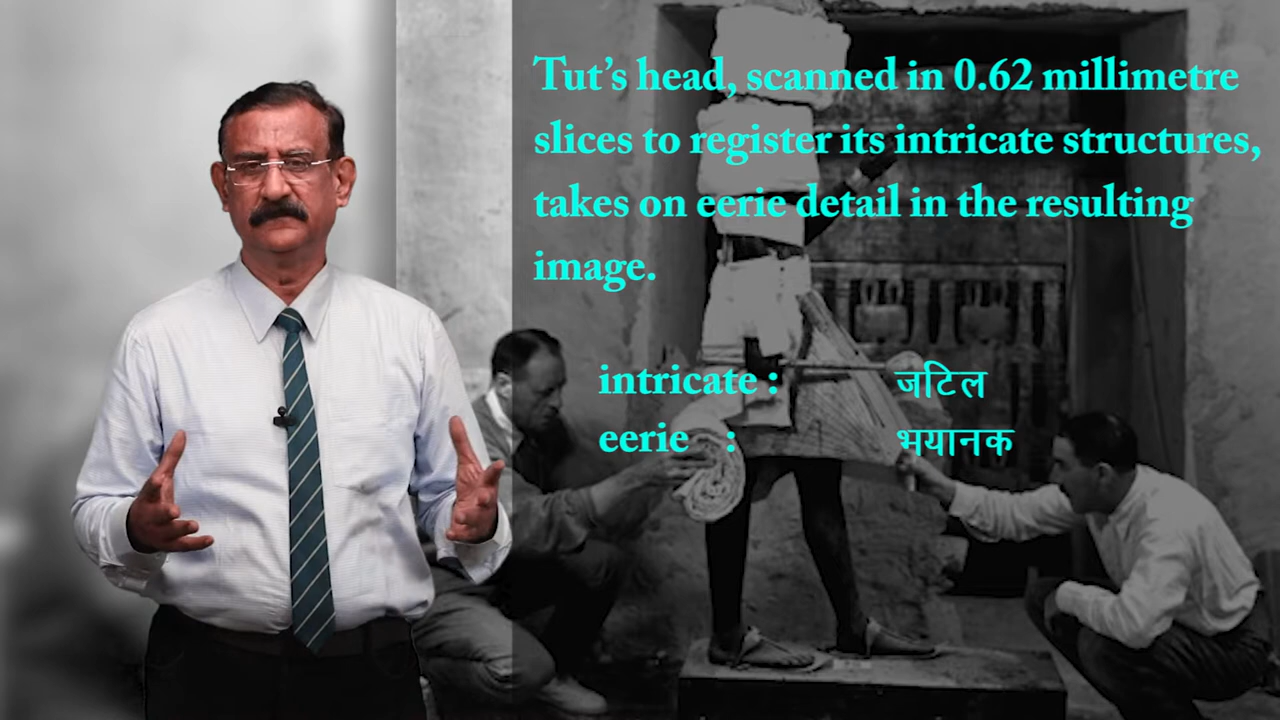 Tut’s head, scanned in 0.62 millimetre
slices to register its intricate structures,
takes on eerie detail in the resulting
image.
intricate : जटिल
eerie : भयानक